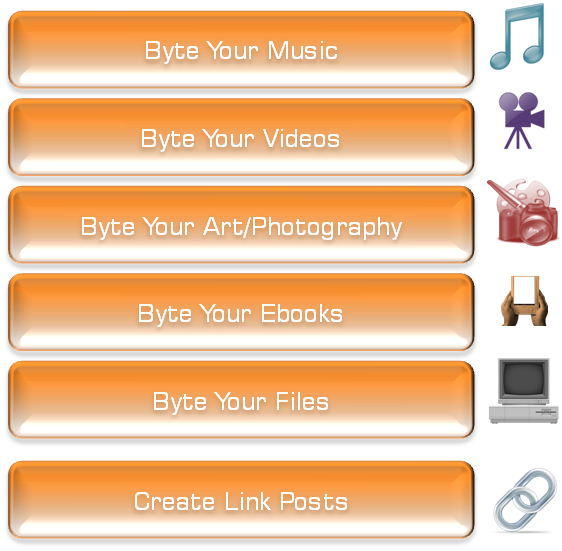 Byte Your Music
Byte Your Videos
Byte Your Art/Photography
Byte Your Ebooks
Byte Your Files
Create Link Posts